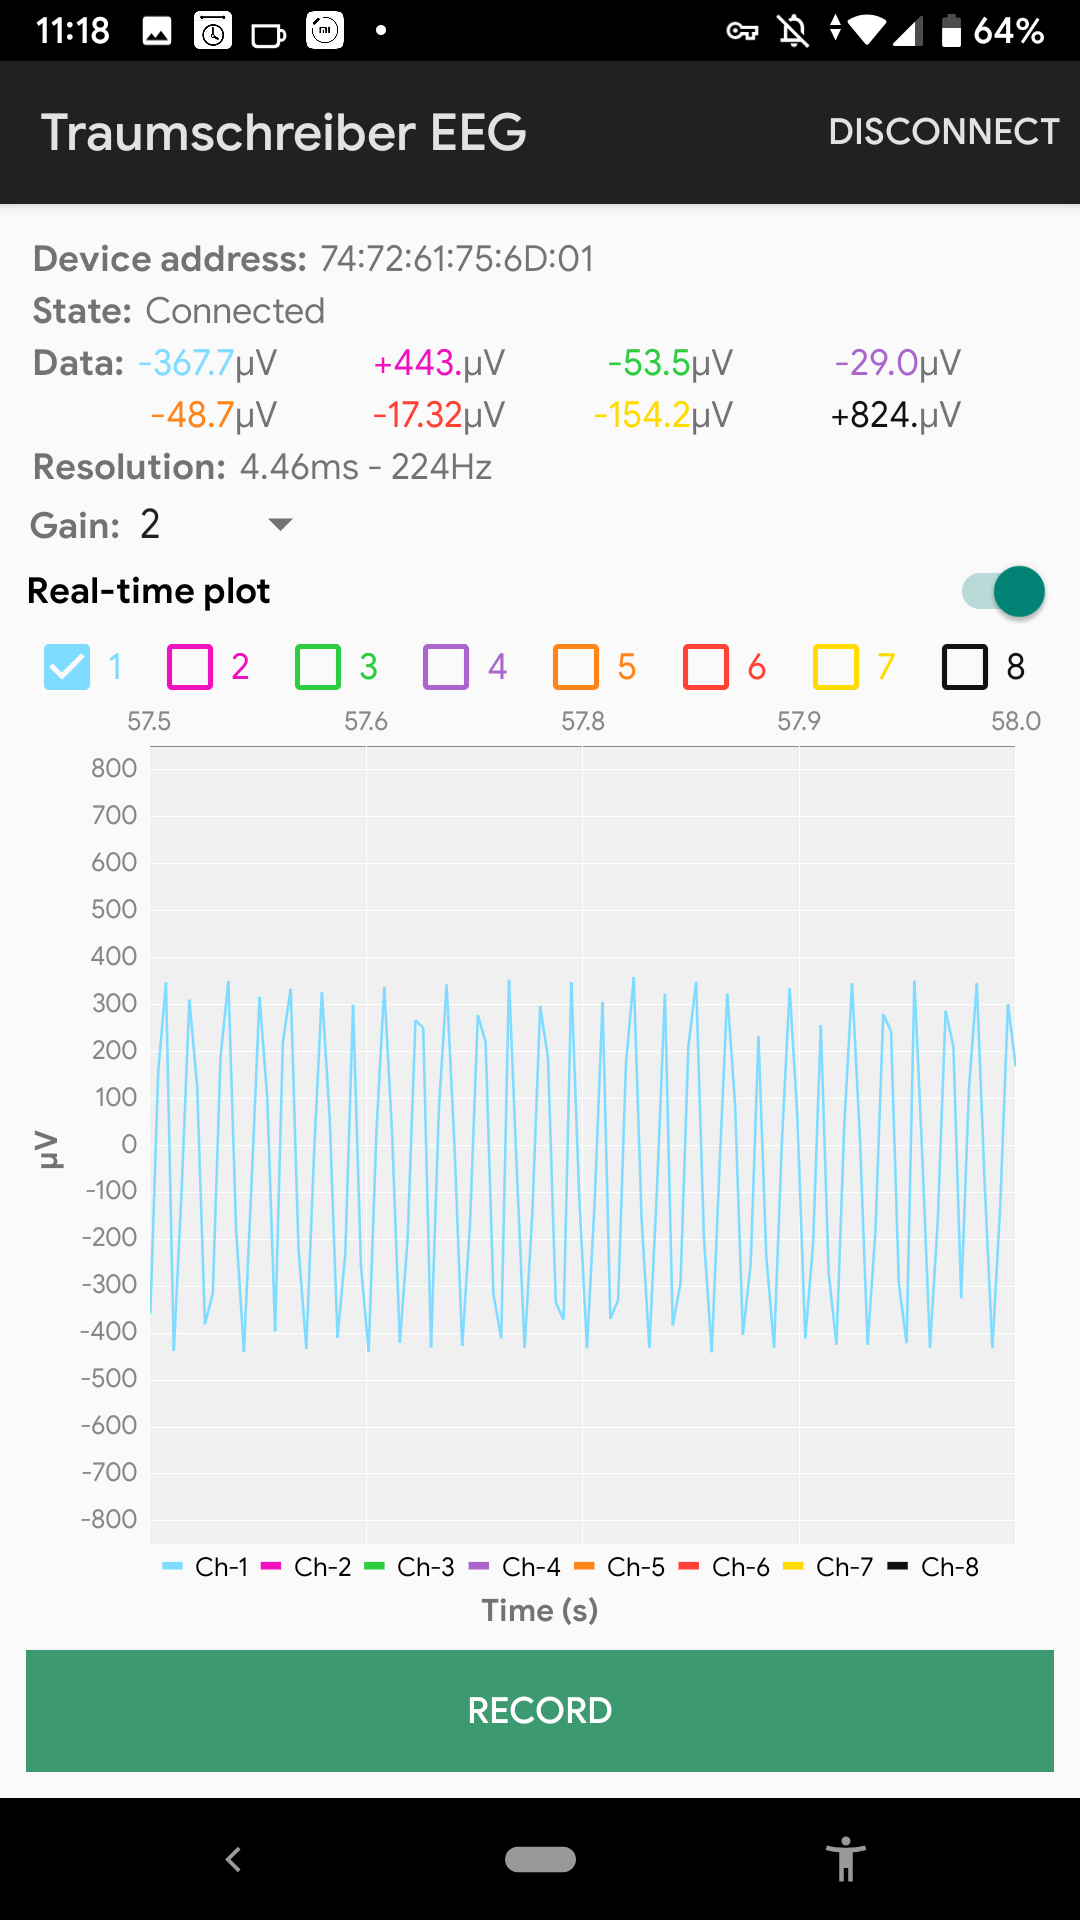 11:18 64%
Traumschreiber EEG DISCONNECT
Device address: 74:72:61:75:6D:01
State: Connected
Data: -367.7µV +443.µV -53.5µV -29.0µV
-48.7µV -17.32µV -154.2µV +824.µV
Resolution: 4.46ms - 224Hz
Gain: 2
Real-time plot
1 2 3 4 5 6 7 8
57.5 57.6 57.8 57.9 58.0
800
700
600
500
400
300
200
100
0
-100
-200
-300
-400
-500
-600
-700
-800
µV
Ch-1 Ch-2 Ch-3 Ch-4 Ch-5 Ch-6 Ch-7 Ch-8
Time (s)
RECORD